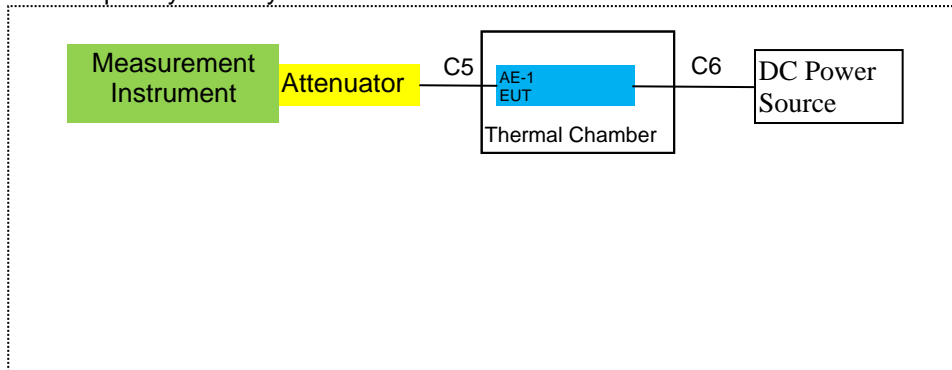 Measurement
Instrument
Attenuator
C5
AE-1
EUT
Thermal Chamber
C6
DC Power
Source